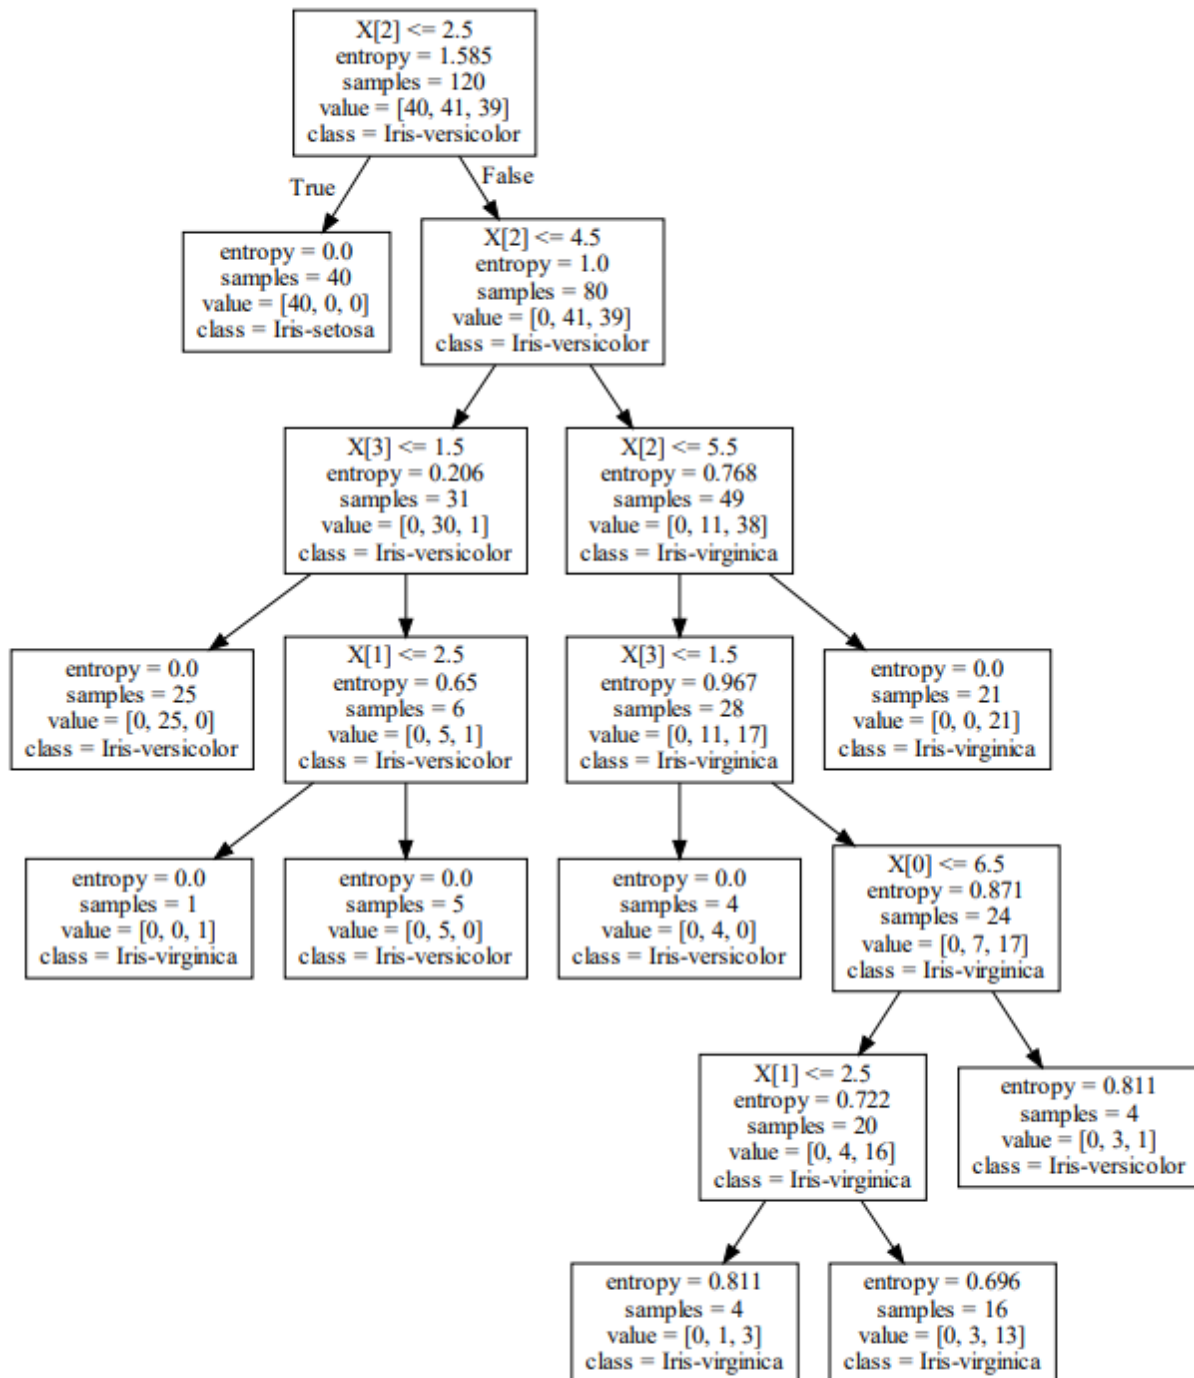 X[2] <= 2.5
entropy = 1.585
samples = 120
value = [40, 41, 39]
class = Iris-versicolor
True
False
entropy = 0.0
samples = 40
value = [40, 0, 0]
class = Iris-setosa
X[2] <= 4.5
entropy = 1.0
samples = 80
value = [0, 41, 39]
class = Iris-versicolor
X[3] <= 1.5
entropy = 0.206
samples = 31
value = [0, 30, 1]
class = Iris-versicolor
X[2] <= 5.5
entropy = 0.768
samples = 49
value = [0, 11, 38]
class = Iris-virginica
entropy = 0.0
samples = 25
value = [0, 25, 0]
class = Iris-versicolor
X[1] <= 2.5
entropy = 0.65
samples = 6
value = [0, 5, 1]
class = Iris-versicolor
X[3] <= 1.5
entropy = 0.967
samples = 28
value = [0, 11, 17]
class = Iris-virginica
entropy = 0.0
samples = 21
value = [0, 0, 21]
class = Iris-virginica
entropy = 0.0
samples = 1
value = [0, 0, 1]
class = Iris-virginica
entropy = 0.0
samples = 5
value = [0, 5, 0]
class = Iris-versicolor
entropy = 0.0
samples = 4
value = [0, 4, 0]
class = Iris-versicolor
X[0] <= 6.5
entropy = 0.871
samples = 24
value = [0, 7, 17]
class = Iris-virginica
X[1] <= 2.5
entropy = 0.722
samples = 20
value = [0, 4, 16]
class = Iris-virginica
entropy = 0.811
samples = 4
value = [0, 3, 1]
class = Iris-versicolor
entropy = 0.811
samples = 4
value = [0, 1, 3]
class = Iris-virginica
entropy = 0.696
samples = 16
value = [0, 3, 13]
class = Iris-virginica